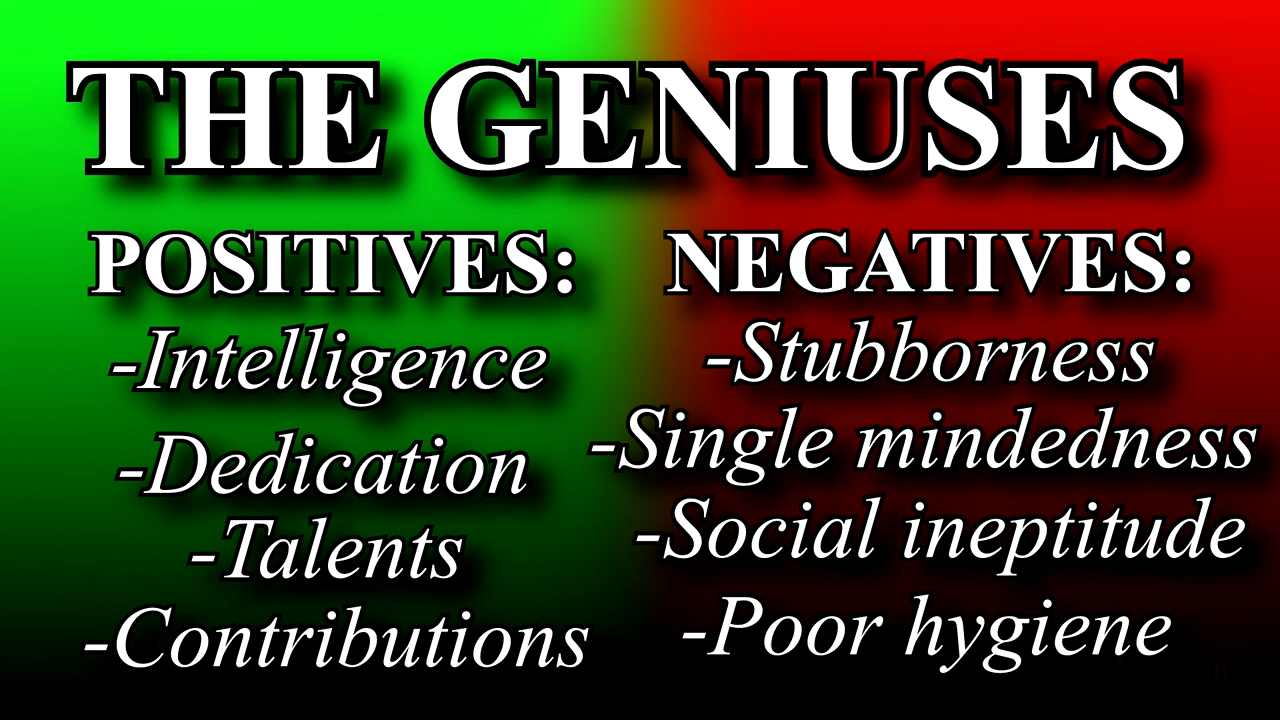 THE GENIUSES
POSITIVES:
-Intelligence
-Dedication
-Talents
-Contributions
NEGATIVES:
-Stubborness
-Single mindedness
-Social ineptitude
-Poor hygiene